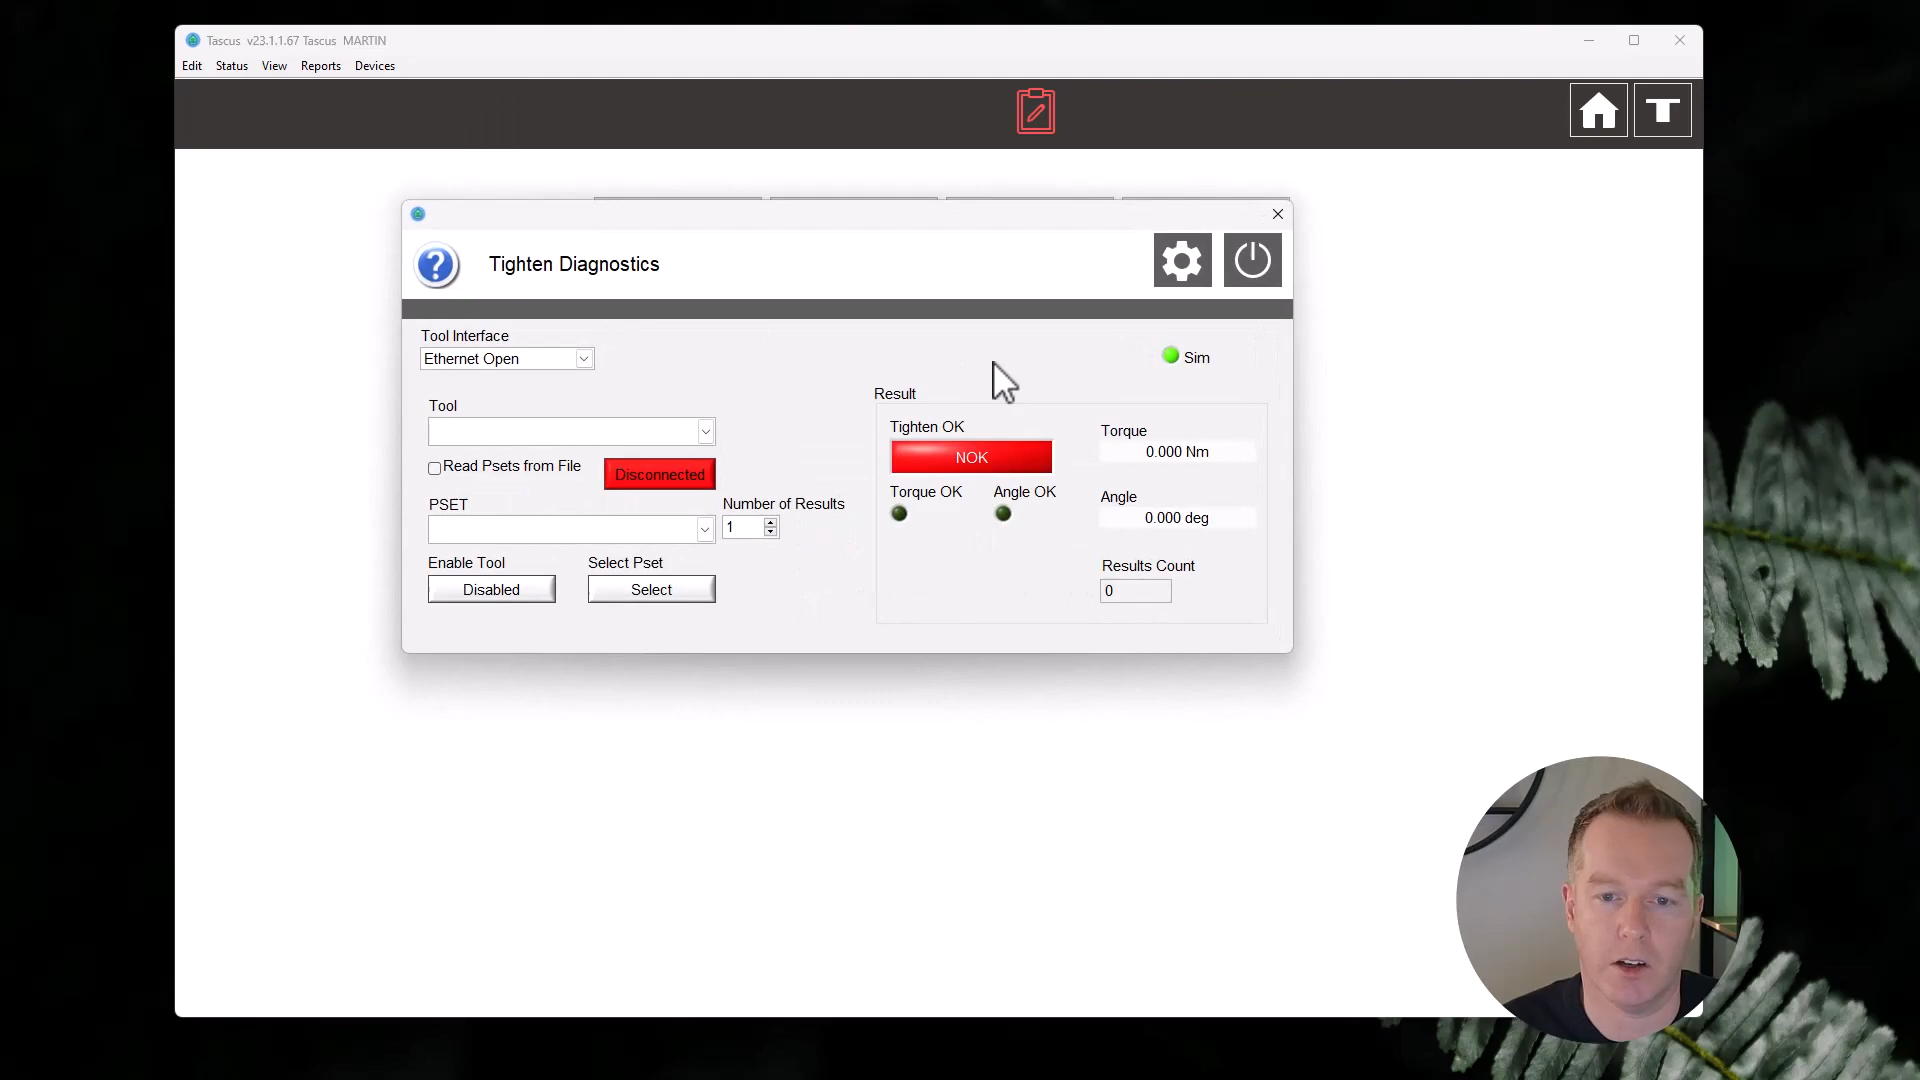 Tascus v23.1.1.67 Tascus MARTIN
Edit Status View Reports Devices
Tighten Diagnostics
Tool Interface
Ethernet Open
Sim
Tool
Result
Tighten OK
NOK
Torque
0.000 Nm
Read Psets from File
Disconnected
Torque OK
Angle OK
Angle
0.000 deg
PSET
Number of Results
1
Enable Tool
Disabled
Select Pset
Select
Results Count
0